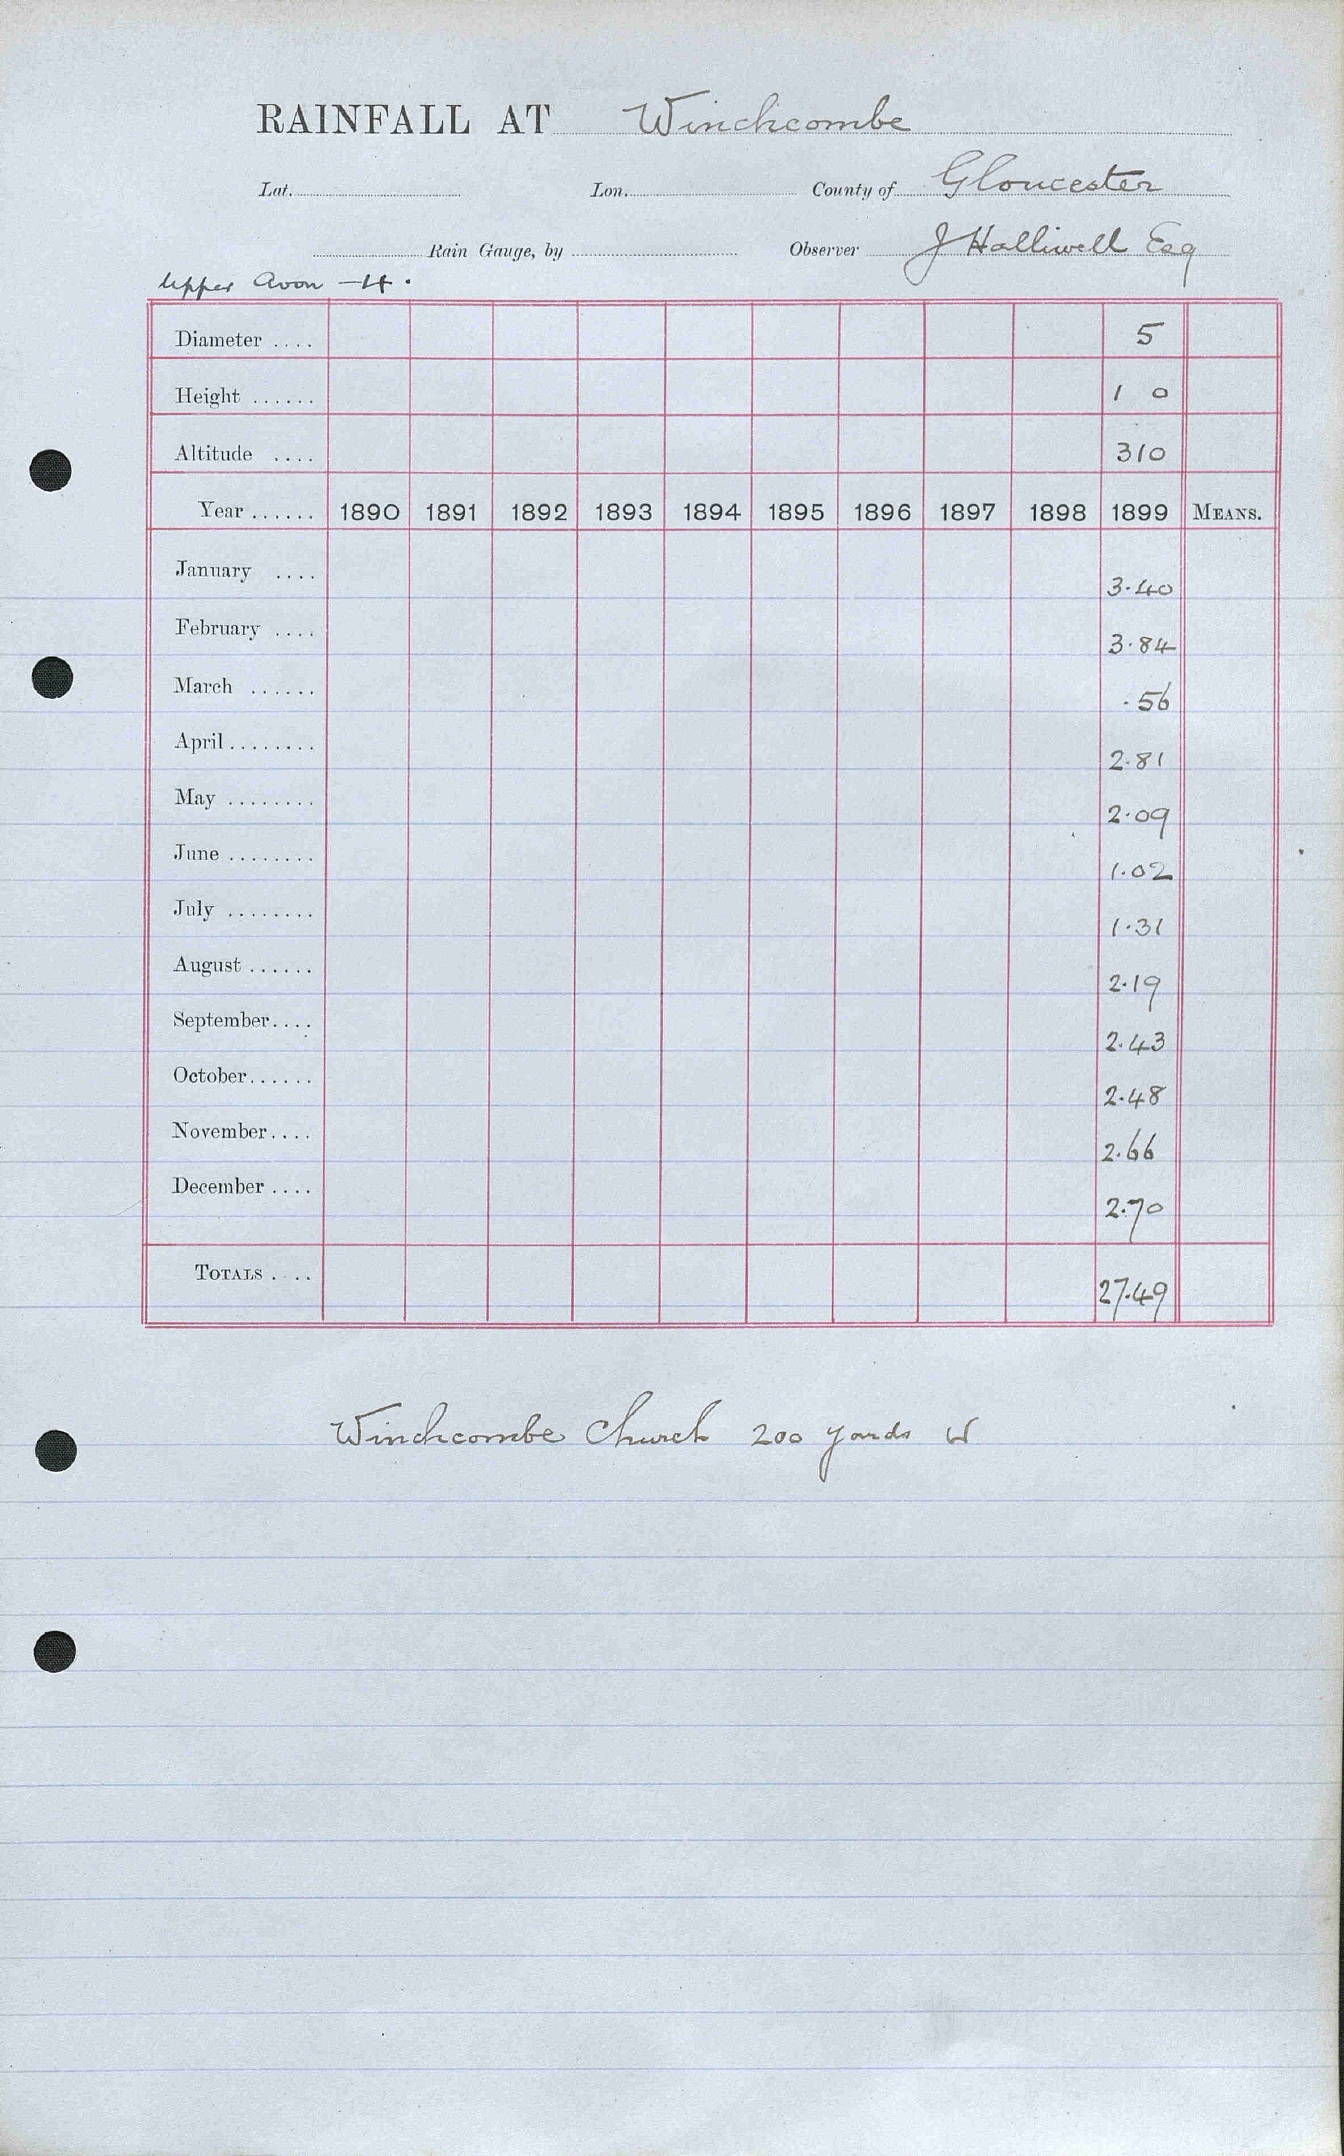 RAINFALL AT Winchcombe
Lat. Lon. County of Gloucester
Rain Gauge, by Observer J Halliwell Esq
Upper Avon - H.
Diameter .... 5
Height ...... 1 0
Altitude .... 310
Year ...... 1890 1891 1892 1893 1894 1895 1896 1897 1898 1899 MEANS.
January .... 3.40
February .... 3.84
March ...... .56
April ........ 2.81
May ........ 2.09
June ........ 1.02
July ........ 1.31
August ...... 2.19
September.... 2.43
October...... 2.48
November.... 2.66
December .... 2.70
TOTALS .... 27.49
Winchcombe Church 200 yards W